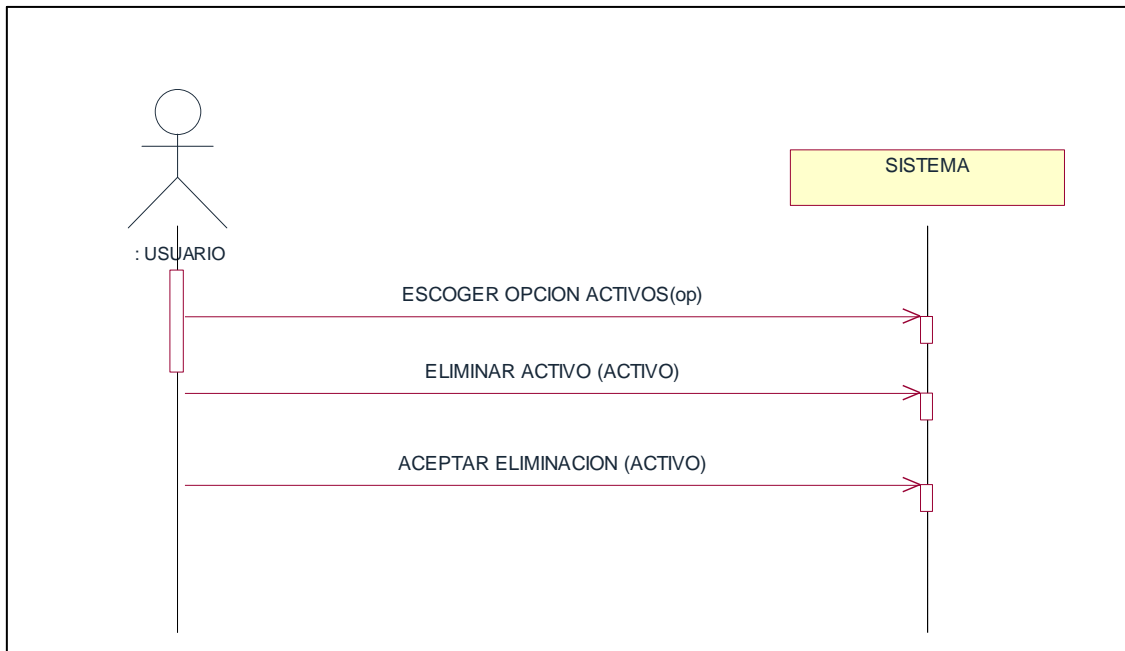 SISTEMA
: USUARIO
ESCOGER OPCION ACTIVOS(op)
ELIMINAR ACTIVO (ACTIVO)
ACEPTAR ELIMINACION (ACTIVO)